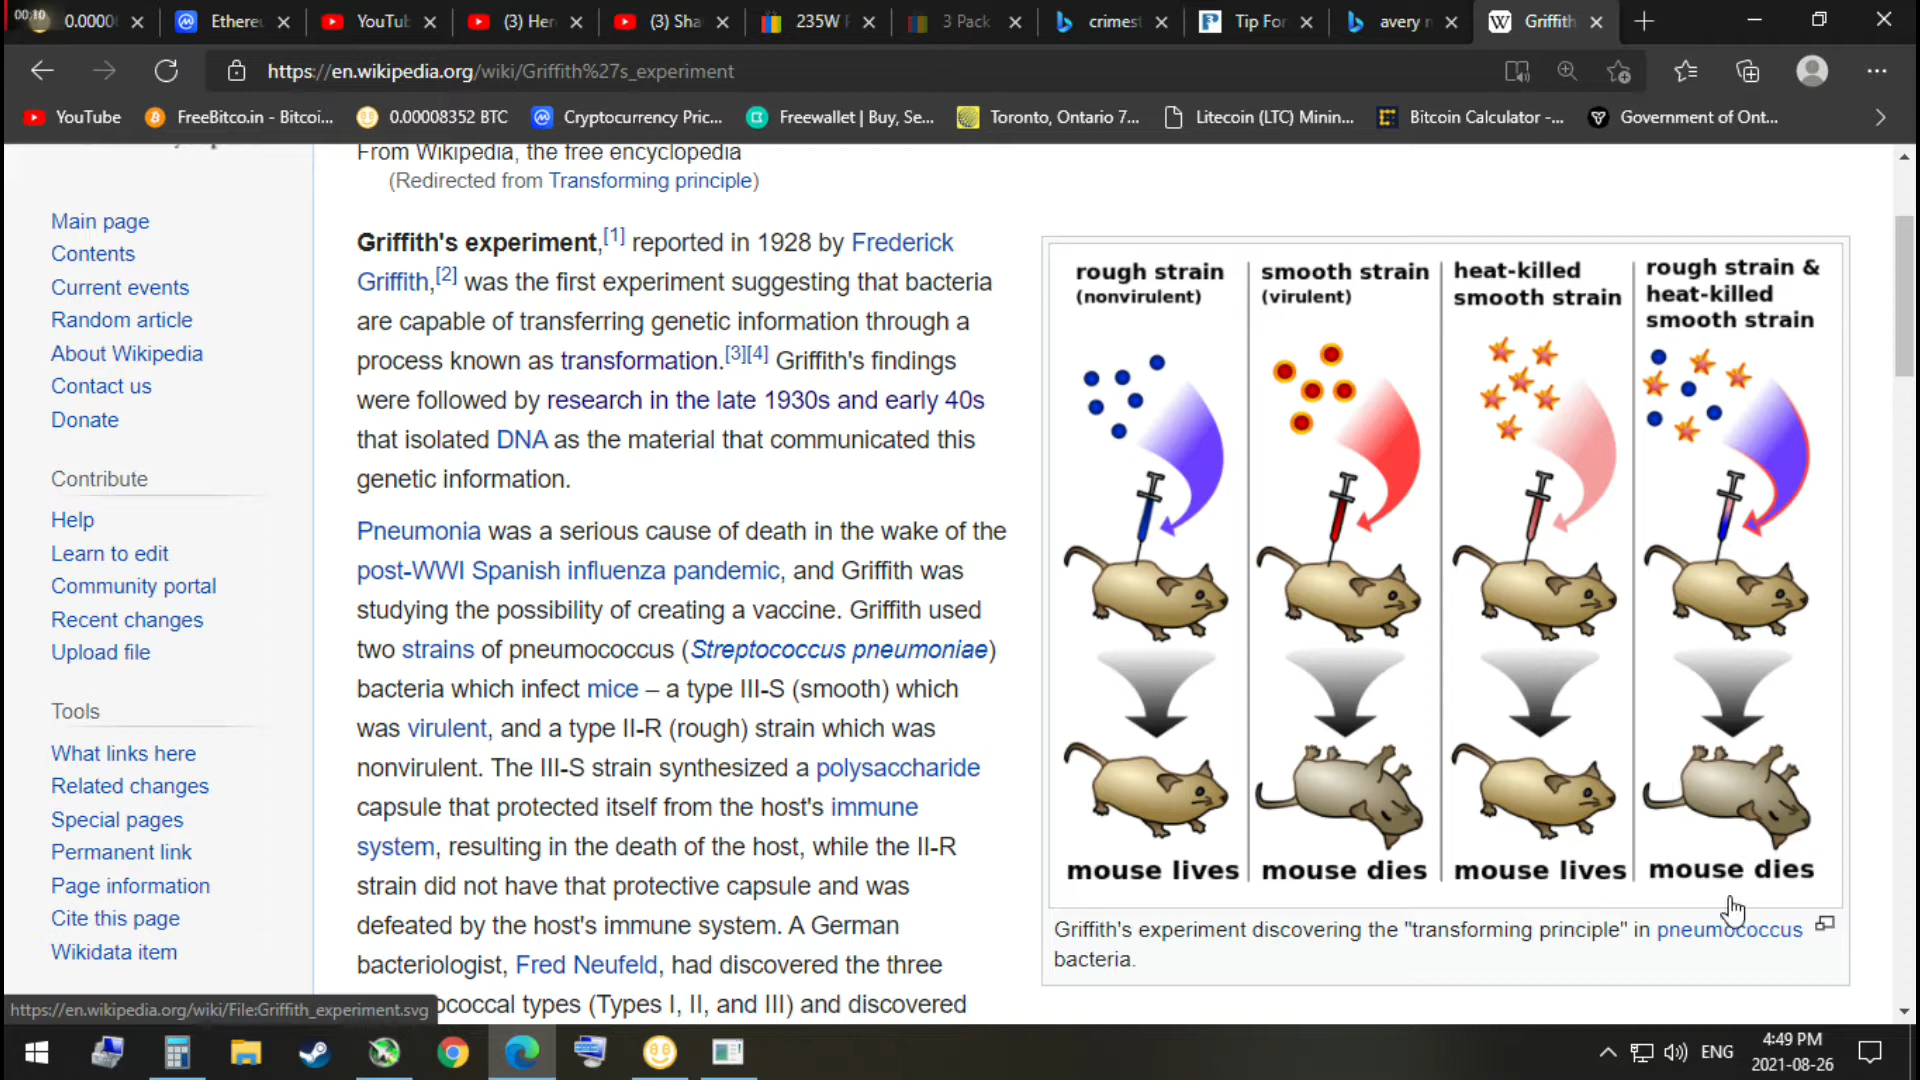 00:10
0.0000
Ethere
YouTub
(3) Her
(3) Sha
235W
3 Pack
crimest
Tip For
avery
Griffith
https://en.wikipedia.org/wiki/Griffith%27s_experiment
YouTube
FreeBitco.in - Bitcoi...
0.00008352 BTC
Cryptocurrency Pric...
Freewallet | Buy, Se...
Toronto, Ontario 7...
Litecoin (LTC) Minin...
Bitcoin Calculator -...
Government of Ont...
Main page
Contents
Current events
Random article
About Wikipedia
Contact us
Donate
Contribute
Help
Learn to edit
Community portal
Recent changes
Upload file
Tools
What links here
Related changes
Special pages
Permanent link
Page information
Cite this page
Wikidata item
From Wikipedia, the free encyclopedia
(Redirected from Transforming principle)
Griffith's experiment,[1] reported in 1928 by Frederick
Griffith,[2] was the first experiment suggesting that bacteria
are capable of transferring genetic information through a
process known as transformation.[3][4] Griffith's findings
were followed by research in the late 1930s and early 40s
that isolated DNA as the material that communicated this
genetic information.
Pneumonia was a serious cause of death in the wake of the
post-WWI Spanish influenza pandemic, and Griffith was
studying the possibility of creating a vaccine. Griffith used
two strains of pneumococcus (Streptococcus pneumoniae)
bacteria which infect mice – a type III-S (smooth) which
was virulent, and a type II-R (rough) strain which was
nonvirulent. The III-S strain synthesized a polysaccharide
capsule that protected itself from the host's immune
system, resulting in the death of the host, while the II-R
strain did not have that protective capsule and was
defeated by the host's immune system. A German
bacteriologist, Fred Neufeld, had discovered the three
ococcal types (Types I, II, and III) and discovered
rough strain
(nonvirulent)
smooth strain
(virulent)
heat-killed
smooth strain
rough strain &
heat-killed
smooth strain
mouse lives
mouse dies
mouse lives
mouse dies
Griffith's experiment discovering the "transforming principle" in pneumococcus
bacteria.
https://en.wikipedia.org/wiki/File:Griffith_experiment.svg
ENG
4:49 PM
2021-08-26